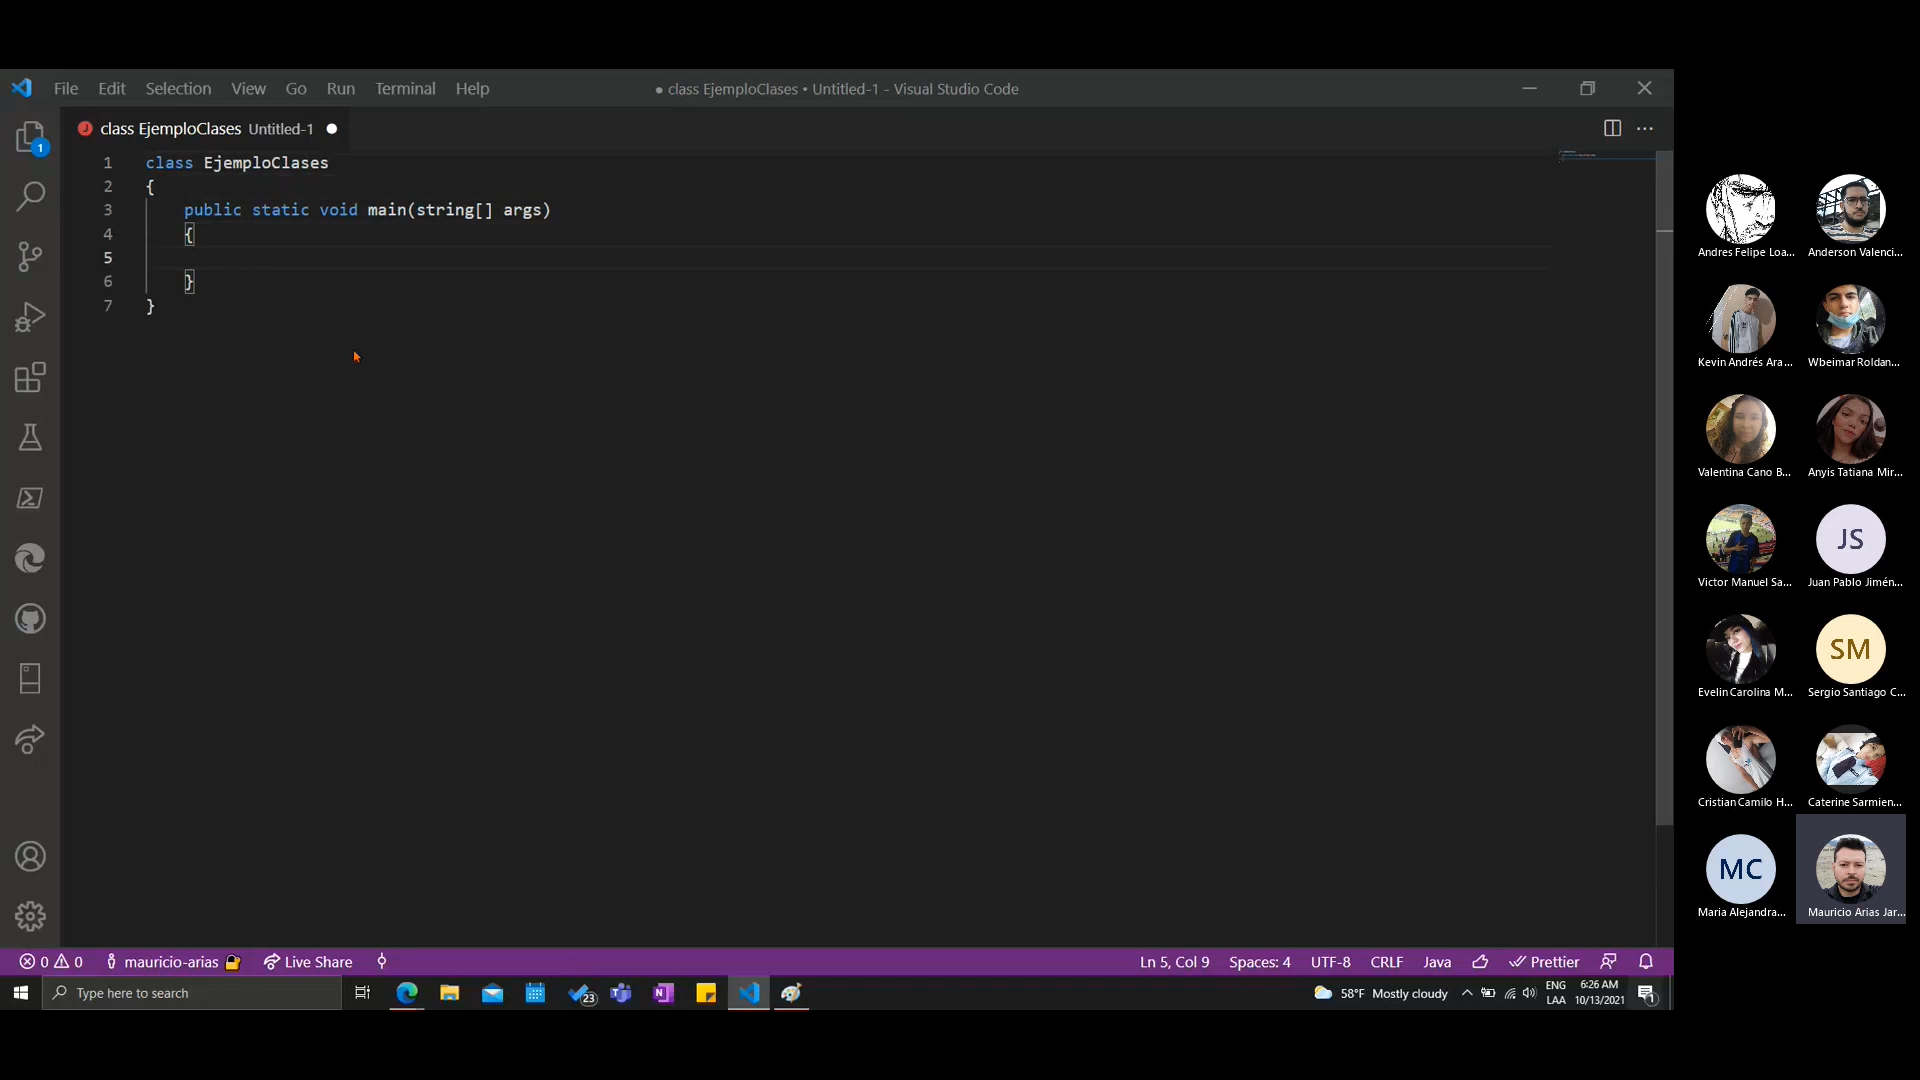 File Edit Selection View Go Run Terminal Help
● class EjemploClases • Untitled-1 - Visual Studio Code
class EjemploClases Untitled-1
1 class EjemploClases
2 {
3 public static void main(string[] args)
4 {
5
6 }
7 }
1
Andres Felipe Loa... Anderson Valenci...
Kevin Andrés Ara... Wbeimar Roldan...
Valentina Cano B... Anyis Tatiana Mir...
JS
Victor Manuel Sa... Juan Pablo Jimén...
SM
Evelin Carolina M... Sergio Santiago C...
Cristian Camilo H... Caterine Sarmien...
MC
Maria Alejandra... Mauricio Arias Jar...
0 0 mauricio-arias Live Share Ln 5, Col 9 Spaces: 4 UTF-8 CRLF Java Prettier
Type here to search 23 58°F Mostly cloudy ENG 6:26 AM
LAA 10/13/2021 1